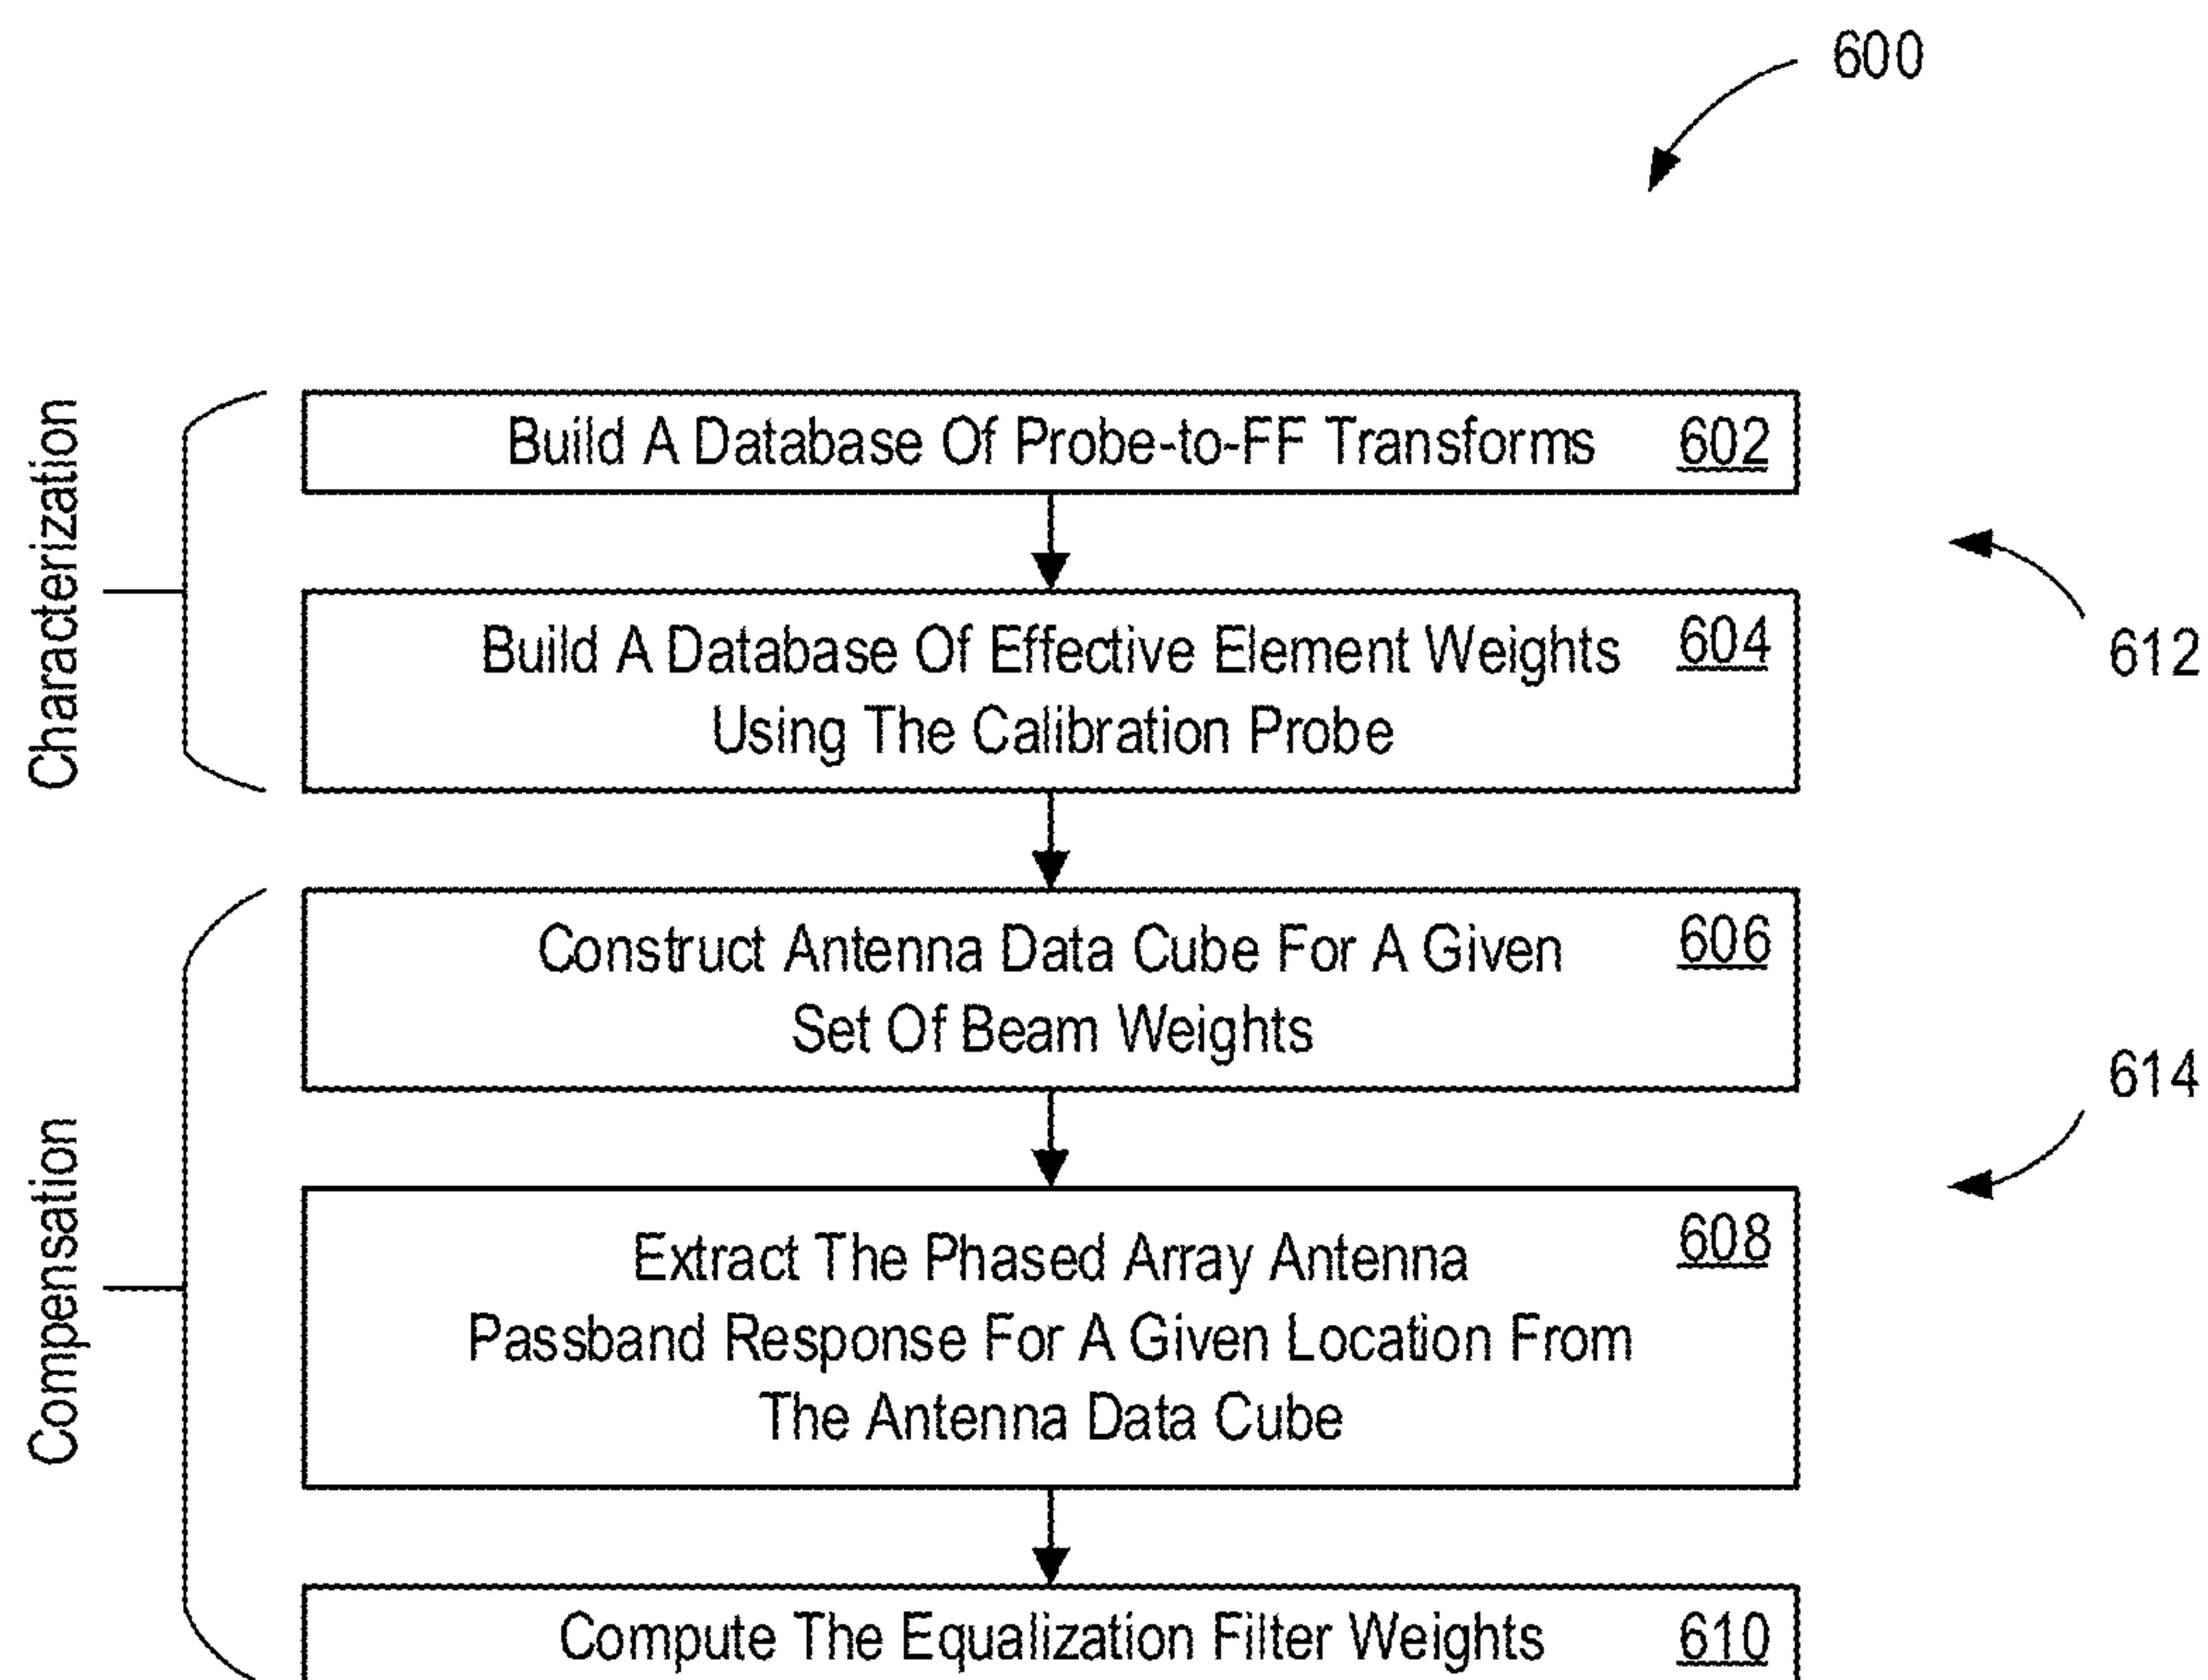 600
Characterization
Build A Database Of Probe-to-FF Transforms 602
Build A Database Of Effective Element Weights 604
Using The Calibration Probe
612
Compensation
Construct Antenna Data Cube For A Given 606
Set Of Beam Weights
614
Extract The Phased Array Antenna 608
Passband Response For A Given Location From
The Antenna Data Cube
Compute The Equalization Filter Weights 610